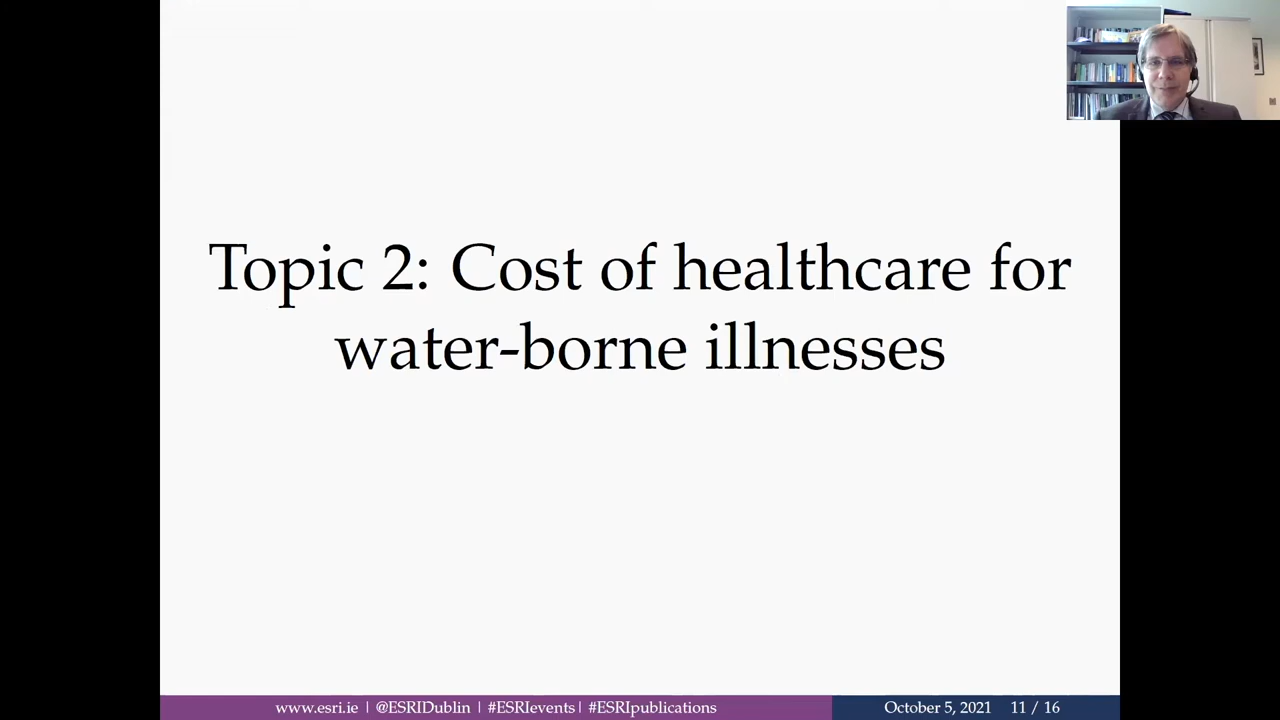 Topic 2: Cost of healthcare for
water-borne illnesses
www.esri.ie | @ESRIDublin | #ESRIevents| #ESRIpublications
October 5, 2021 11 / 16